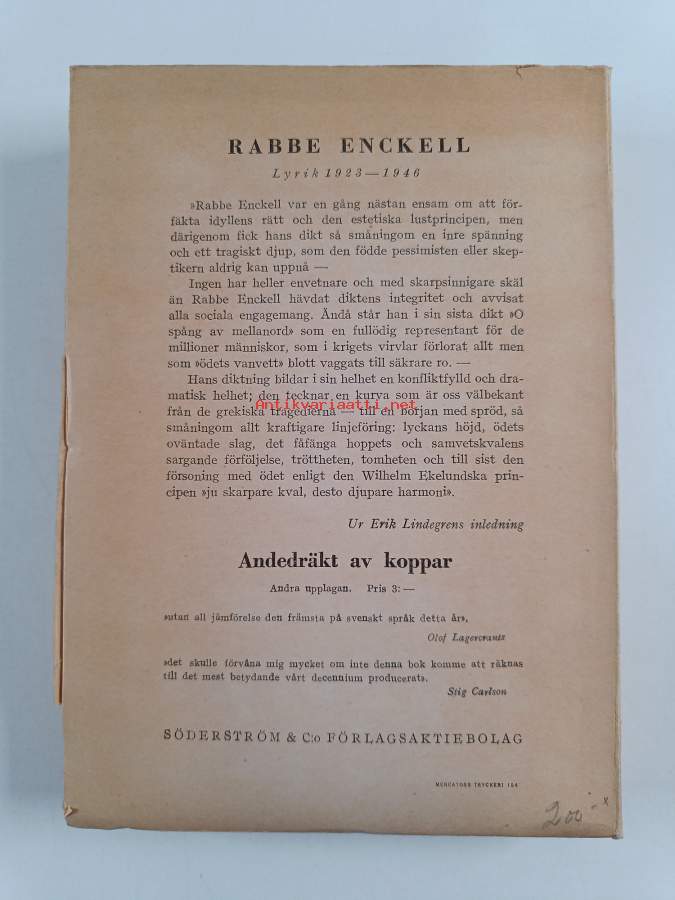 RABBE ENCKELL
Lyrik 1923—1946
»Rabbe Enckell var en gång nästan ensam om att för-
fäkta idyllens rätt och den estetiska lustprincipen, men
därigenom fick hans dikt så småningom en inre spänning
och ett tragiskt djup, som den födde pessimisten eller skep-
tikern aldrig kan uppnå —
Ingen har heller envetnare och med skarpsinnigare skäl
än Rabbe Enckell hävdat diktens integritet och avvisat
alla sociala engagemang. Ändå står han i sin sista dikt »O
spång av mellanord» som en fullödig representant för de
millioner människor, som i krigets virvlar förlorat allt men
som »ödets vanvett» blott vaggats till säkrare ro. —
Hans diktning bildar i sin helhet en konfliktfylld och dra-
matisk helhet; den tecknar en kurva som är oss välbekant
Antikvariaatti.net
från de grekiska tragedierna — till en början med spröd, så
småningom allt kraftigare linjeföring: lyckans höjd, ödets
oväntade slag, det fåfänga hoppets och samvetskvalens
sargande förföljelse, tröttheten, tomheten och till sist den
försoning med ödet enligt den Wilhelm Ekelundska prin-
cipen »ju skarpare kval, desto djupare harmoni».
Ur Erik Lindegrens inledning
Andedräkt av koppar
Andra upplagan. Pris 3:—
»utan all jämförelse den främsta på svenskt språk detta år».
Olof Lagercrantz
»det skulle förvåna mig mycket om inte denna bok komme att räknas
till det mest betydande vårt decennium producerat».
Stig Carlson
SÖDERSTRÖM & C:o FÖRLAGSAKTIEBOLAG
MERCATORS TRYCKERI
200